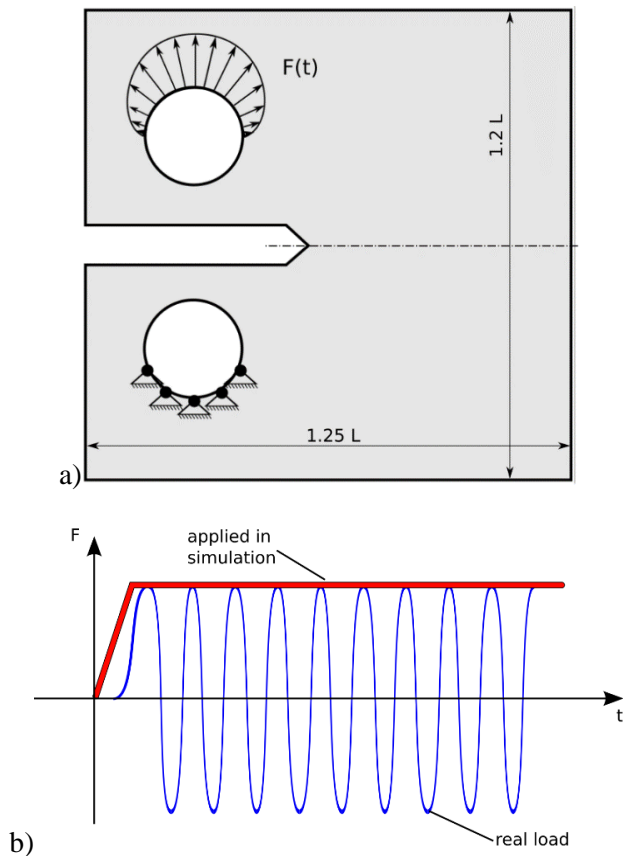 F(t)
1.2 L
1.25 L
a)
F
applied in
simulation
t
real load
b)